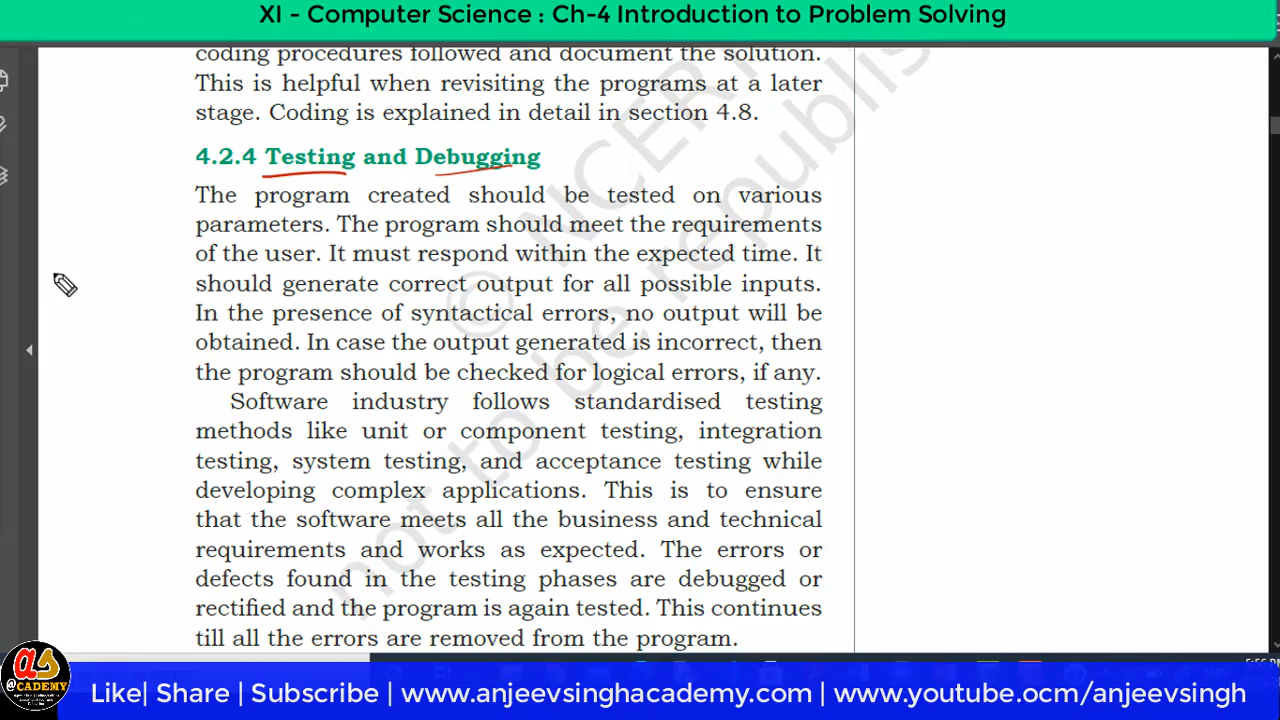 XI - Computer Science : Ch-4 Introduction to Problem Solving
coding procedures followed and document the solution.
This is helpful when revisiting the programs at a later
stage. Coding is explained in detail in section 4.8.
4.2.4 Testing and Debugging
The program created should be tested on various
parameters. The program should meet the requirements
of the user. It must respond within the expected time. It
should generate correct output for all possible inputs.
In the presence of syntactical errors, no output will be
obtained. In case the output generated is incorrect, then
the program should be checked for logical errors, if any.
Software industry follows standardised testing
methods like unit or component testing, integration
testing, system testing, and acceptance testing while
developing complex applications. This is to ensure
that the software meets all the business and technical
requirements and works as expected. The errors or
defects found in the testing phases are debugged or
rectified and the program is again tested. This continues
till all the errors are removed from the program.
© NCERT
not to be republis
as
@CADEMY
Like| Share | Subscribe | www.anjeevsinghacademy.com | www.youtube.ocm/anjeevsingh